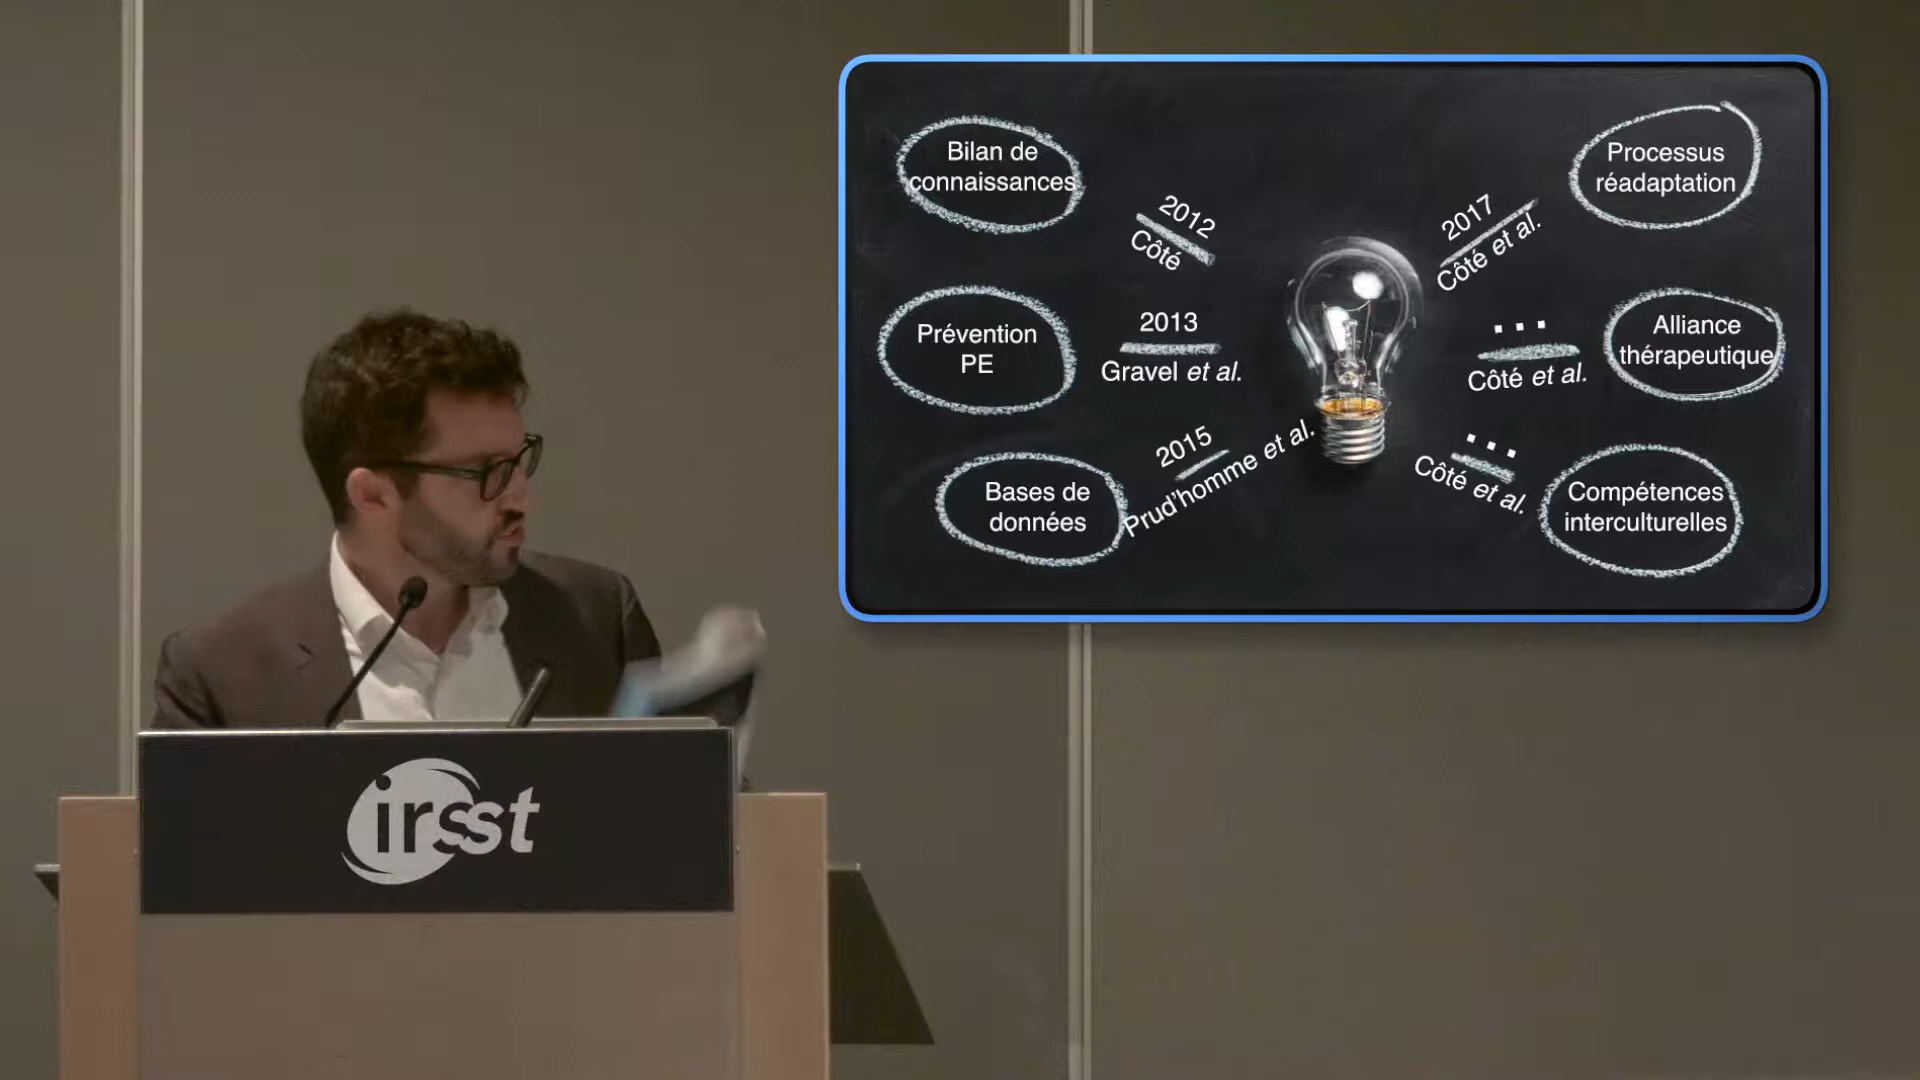 Bilan de
connaissances
2012
Côté
Prévention
PE
2013
Gravel et al.
Bases de
données
2015
Prud'homme et al.
Processus
réadaptation
2017
Côté et al.
Alliance
thérapeutique
...
Côté et al.
Compétences
interculturelles
...
Côté et al.
irsst